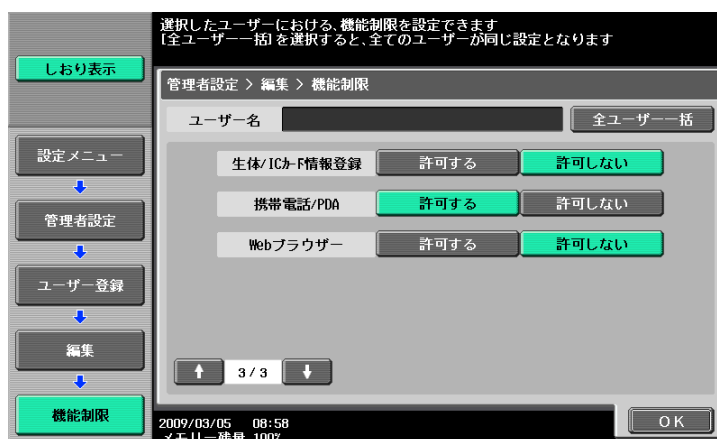 選択したユーザーにおける、機能制限を設定できます
[全ユーザー一括]を選択すると、全てのユーザーが同じ設定となります
しおり表示
管理者設定 > 編集 > 機能制限
ユーザー名
全ユーザー一括
設定メニュー
生体/ICカード情報登録 許可する 許可しない
携帯電話/PDA 許可する 許可しない
管理者設定
Webブラウザー 許可する 許可しない
ユーザー登録
編集
3/3
機能制限
2009/03/05 08:58
OK
メモリー残量 100%